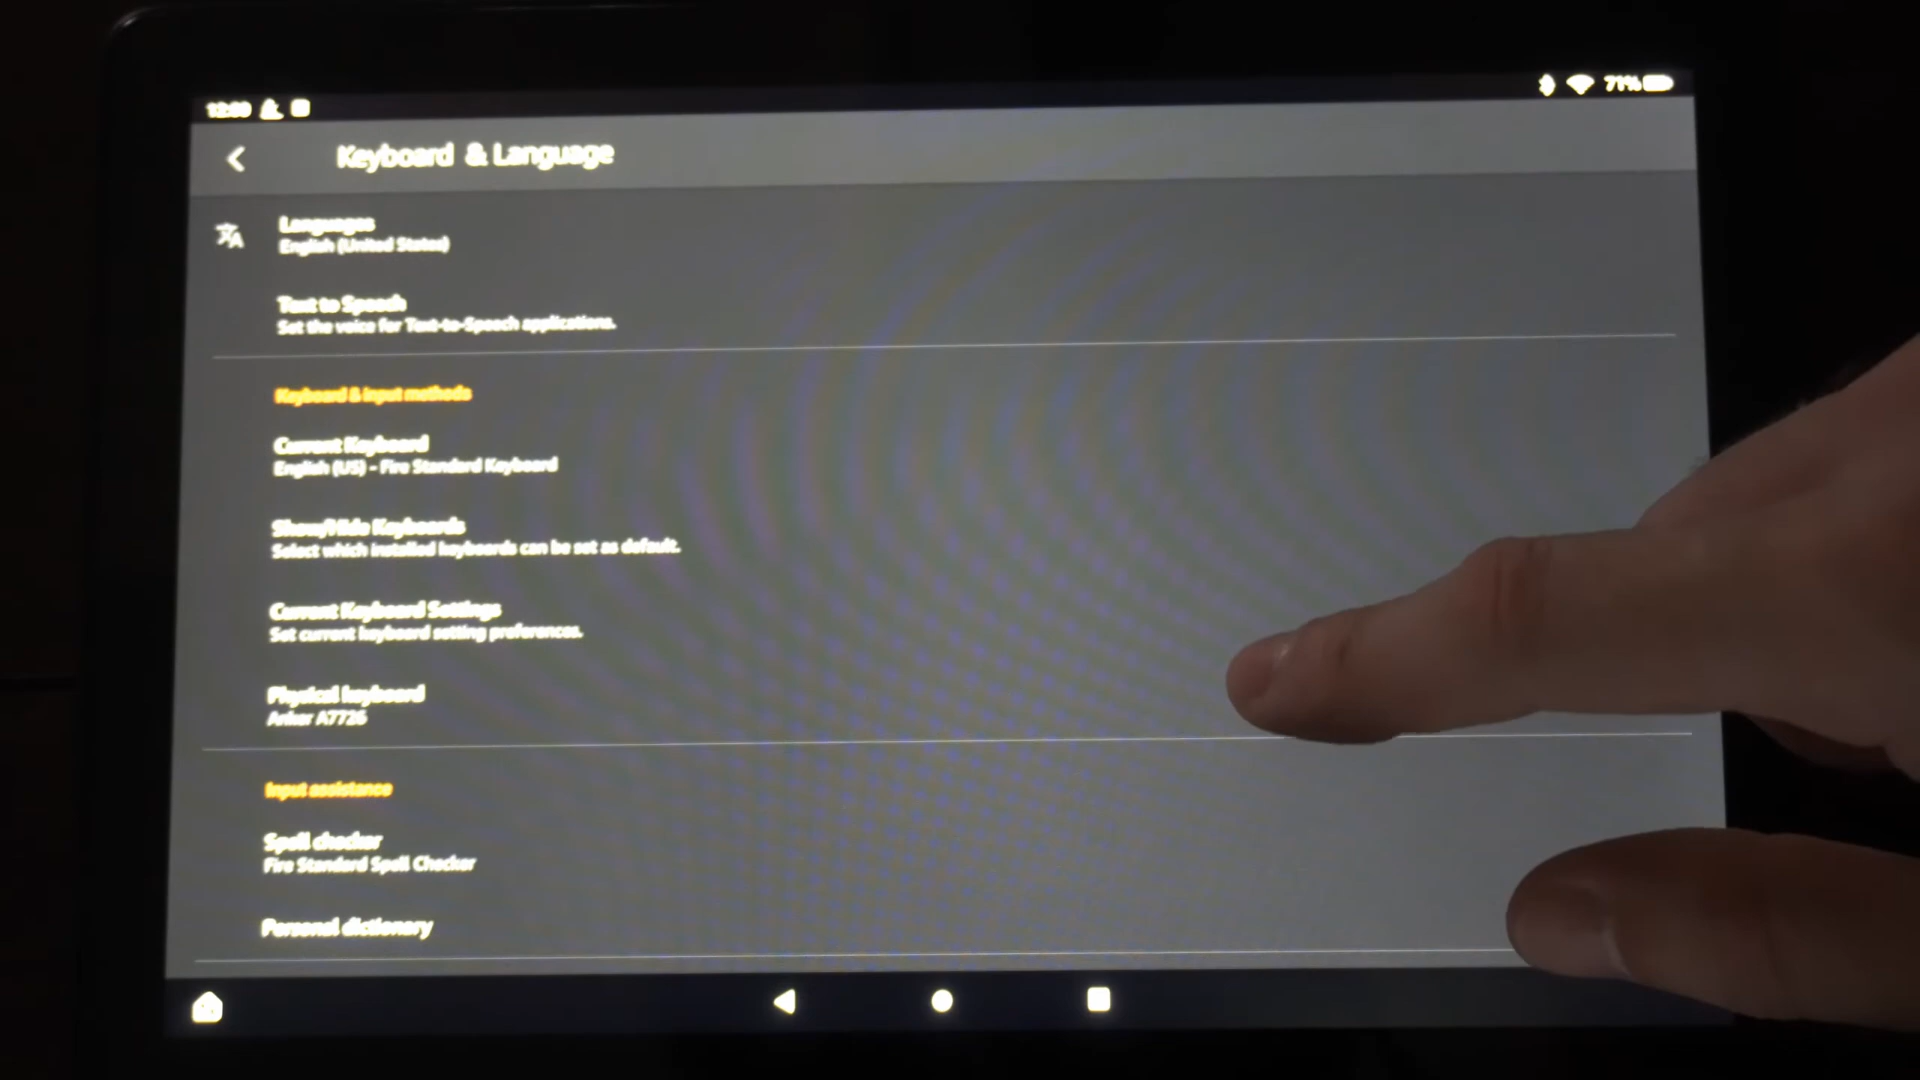 71%
Keyboard & Language
Languages
English (United States)
Text to Speech
Set the voice for Text-to-Speech applications.
Keyboard & input methods
Current Keyboard
English (US) - Fire Standard Keyboard
Show/Hide Keyboards
Select which installed keyboards can be set as default.
Current Keyboard Settings
Set current keyboard setting preferences.
Physical keyboard
Anker A7726
Input assistance
Spell checker
Fire Standard Spell Checker
Personal dictionary